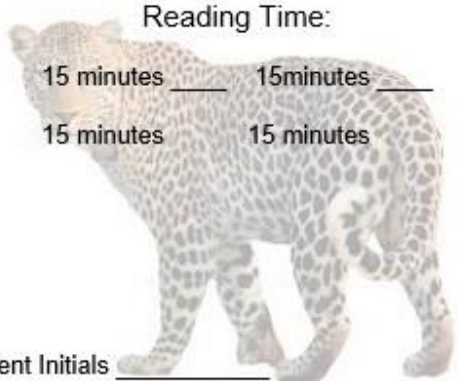 Reading Time:
15 minutes ____ 15minutes ____
15 minutes 15 minutes
ent Initials ____________